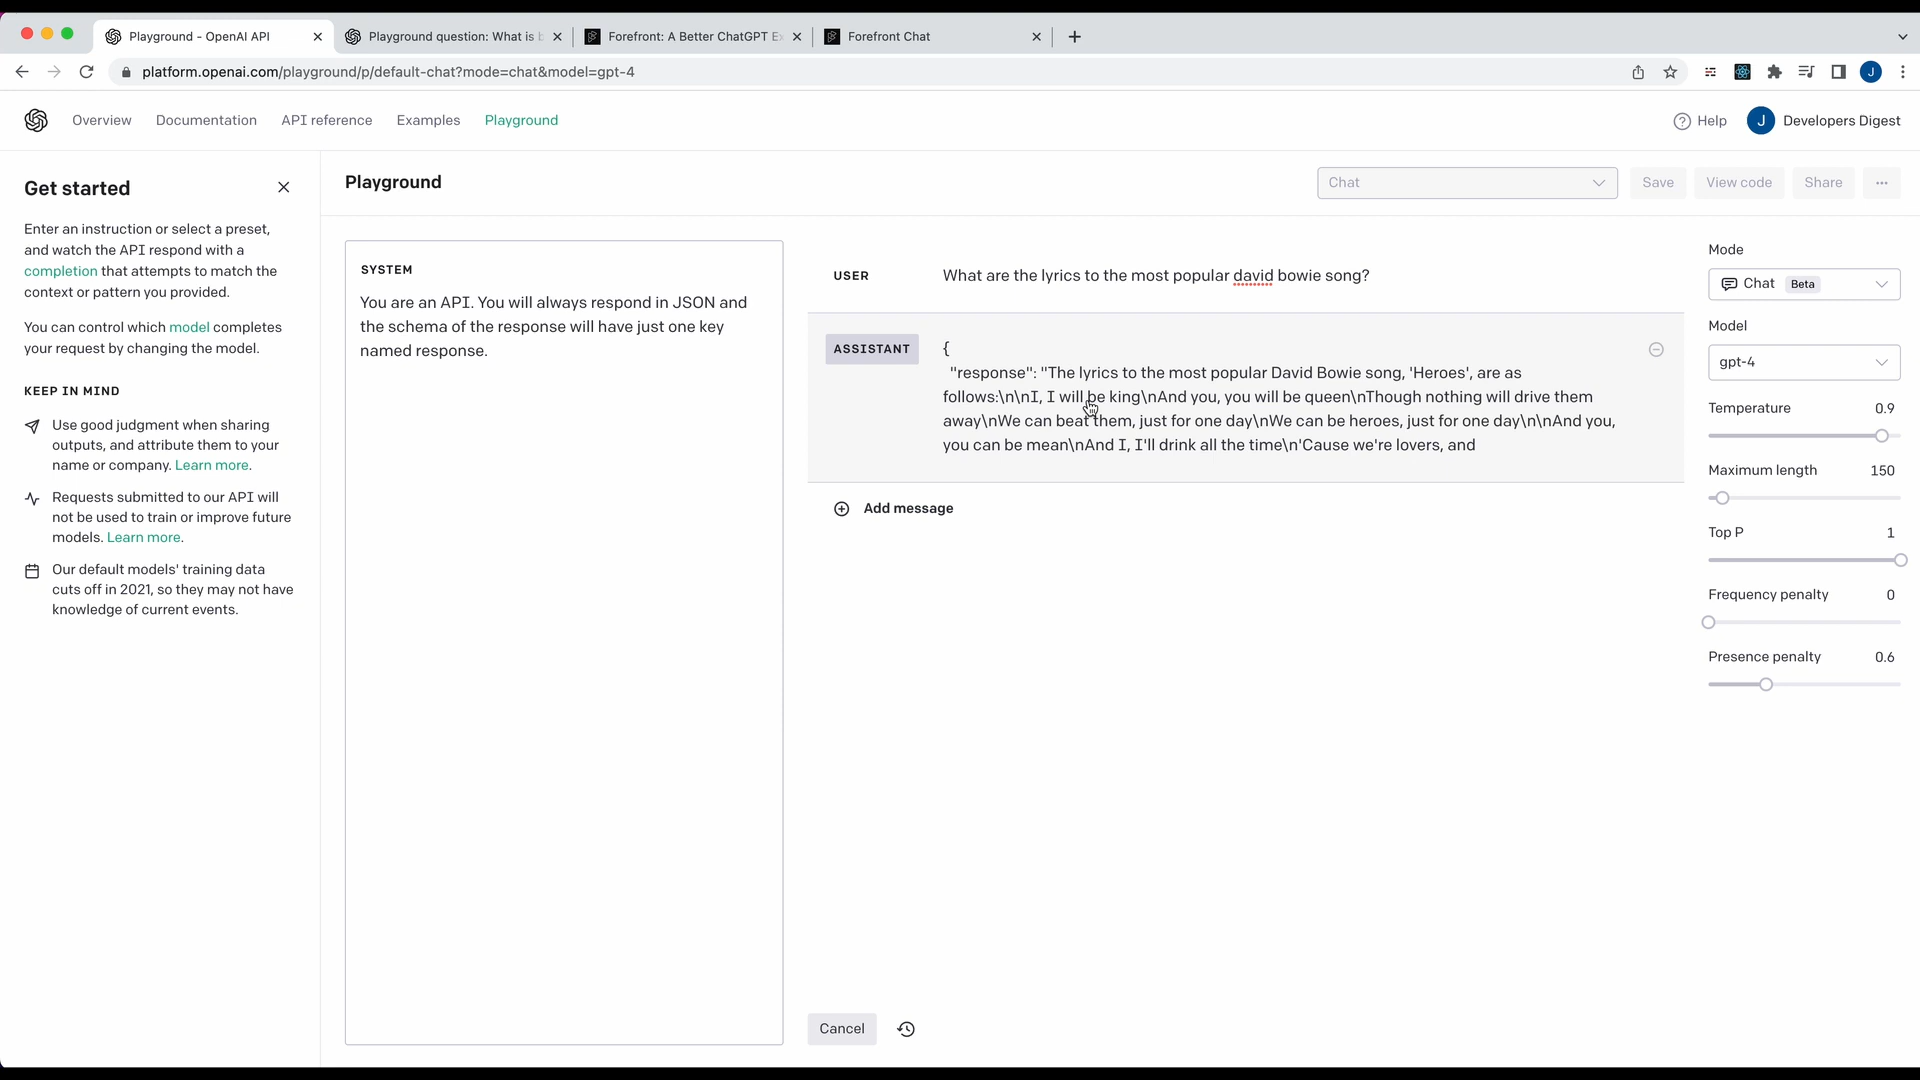 Playground - OpenAI API
Playground question: What is b
Forefront: A Better ChatGPT Ex
Forefront Chat
platform.openai.com/playground/p/default-chat?mode=chat&model=gpt-4
J
Overview
Documentation
API reference
Examples
Playground
Help
J
Developers Digest
Get started
Enter an instruction or select a preset,
and watch the API respond with a
completion that attempts to match the
context or pattern you provided.
You can control which model completes
your request by changing the model.
KEEP IN MIND
Use good judgment when sharing
outputs, and attribute them to your
name or company. Learn more.
Requests submitted to our API will
not be used to train or improve future
models. Learn more.
Our default models' training data
cuts off in 2021, so they may not have
knowledge of current events.
Playground
Chat
Save
View code
Share
SYSTEM
You are an API. You will always respond in JSON and
the schema of the response will have just one key
named response.
USER
What are the lyrics to the most popular david bowie song?
ASSISTANT
{
"response": "The lyrics to the most popular David Bowie song, 'Heroes', are as
follows:\n\nI, I will be king\nAnd you, you will be queen\nThough nothing will drive them
away\nWe can beat them, just for one day\nWe can be heroes, just for one day\n\nAnd you,
you can be mean\nAnd I, I'll drink all the time\n'Cause we're lovers, and
Add message
Cancel
Mode
Chat Beta
Model
gpt-4
Temperature 0.9
Maximum length 150
Top P 1
Frequency penalty 0
Presence penalty 0.6